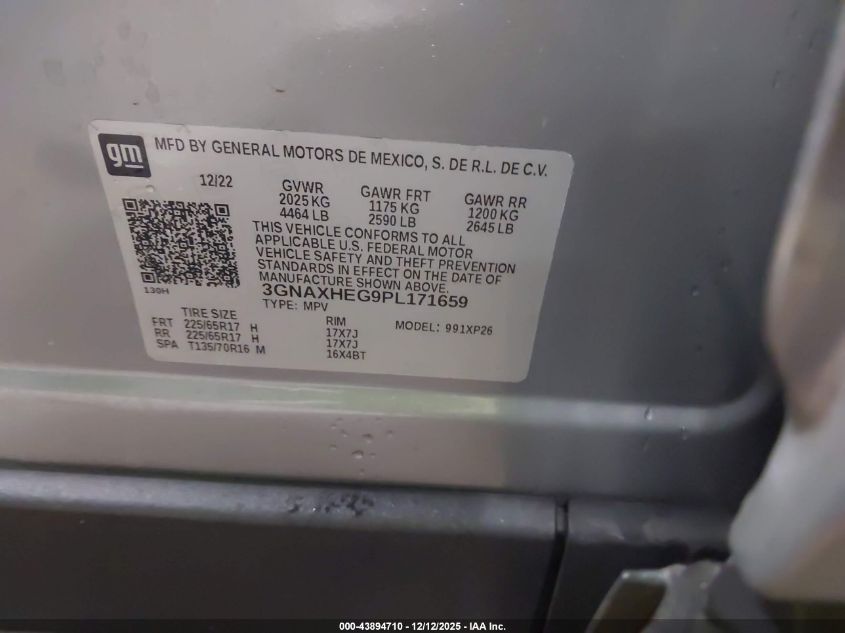 gm
MFD BY GENERAL MOTORS DE MEXICO, S. DE R.L. DE C.V.
12/22 GVWR GAWR FRT GAWR RR
2025 KG 1175 KG 1200 KG
4464 LB 2590 LB 2645 LB
THIS VEHICLE CONFORMS TO ALL
APPLICABLE U.S. FEDERAL MOTOR
VEHICLE SAFETY AND THEFT PREVENTION
STANDARDS IN EFFECT ON THE DATE OF
MANUFACTURE SHOWN ABOVE.
139H
3GNAXHEG9PL171659
TYPE: MPV
TIRE SIZE RIM MODEL: 991XP26
FRT 225/65R17 H 17X7J
RR 225/65R17 H 17X7J
SPA T135/70R16 M 16X4BT
000-43894710 - 12/12/2025 - IAA Inc.